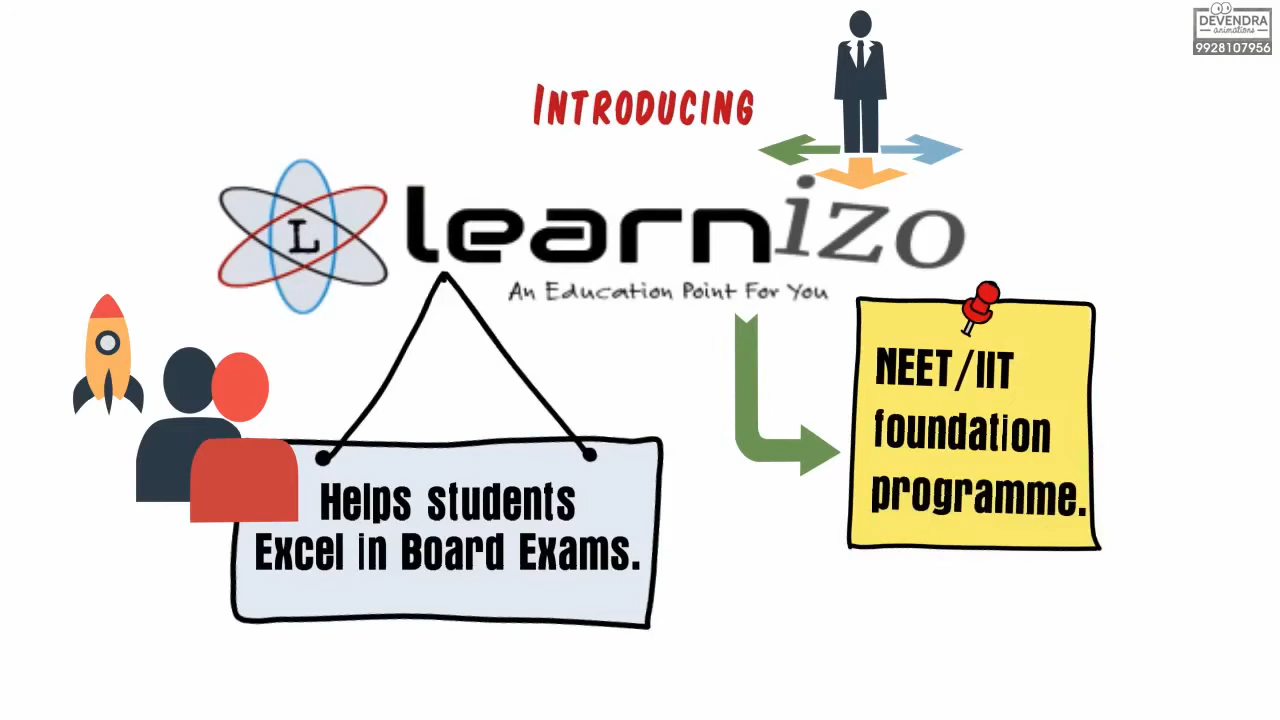 DEVENDRA
animations
9928107956
INTRODUCING
L
learnizo
An Education Point For You
NEET/IIT
foundation
programme.
Helps students
Excel in Board Exams.